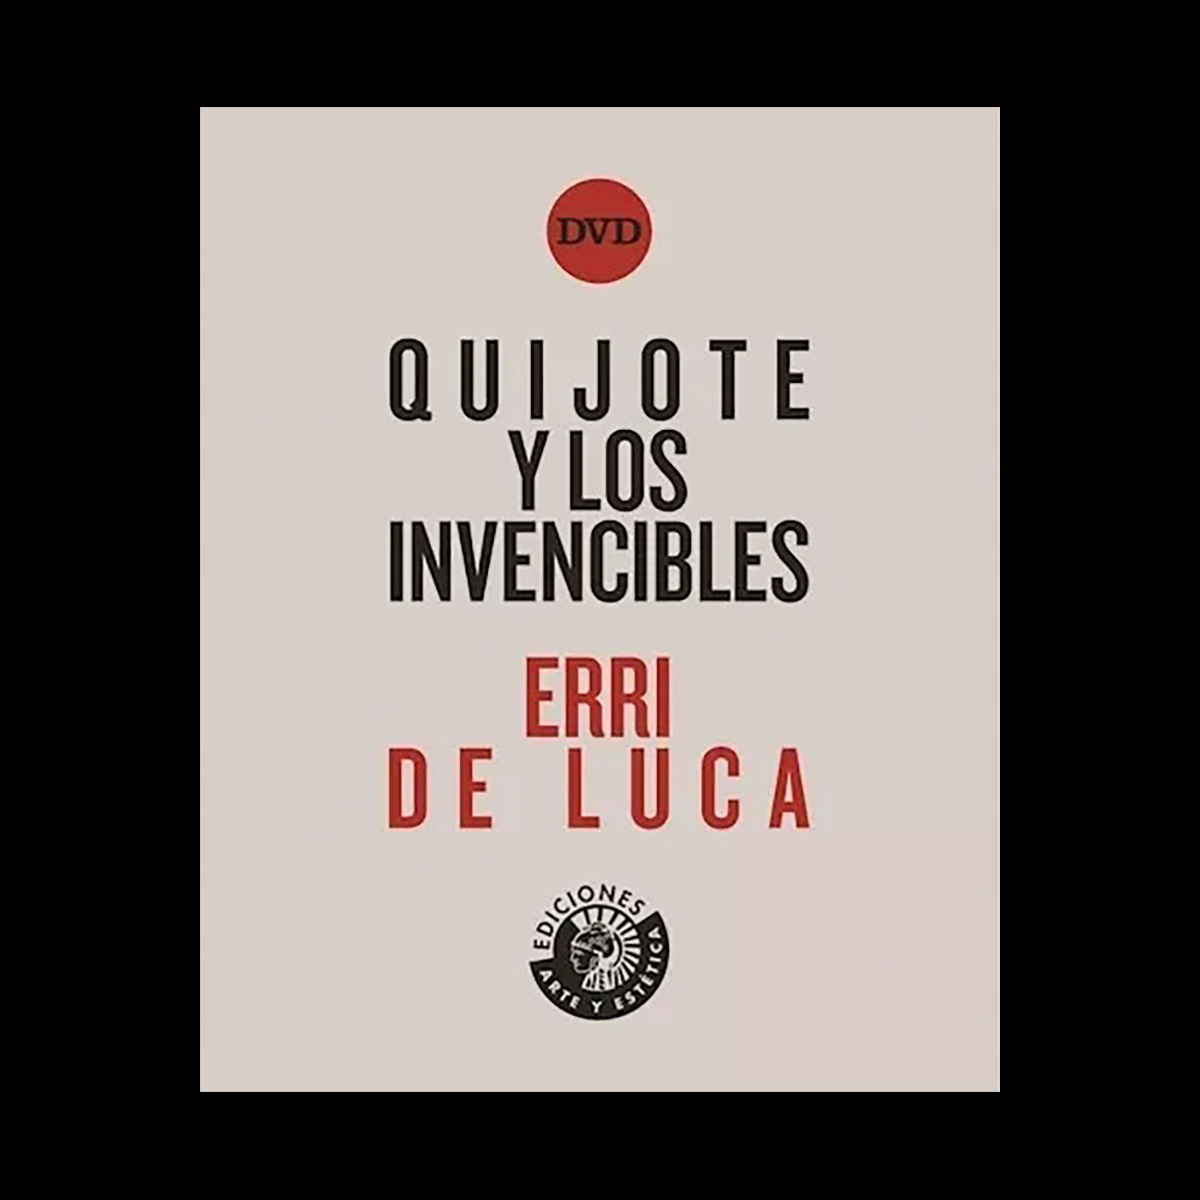 DVD
QUIJOTE
Y LOS
INVENCIBLES
ERRI
DE LUCA
EDICIONES
ARTE Y ESTÉTICA